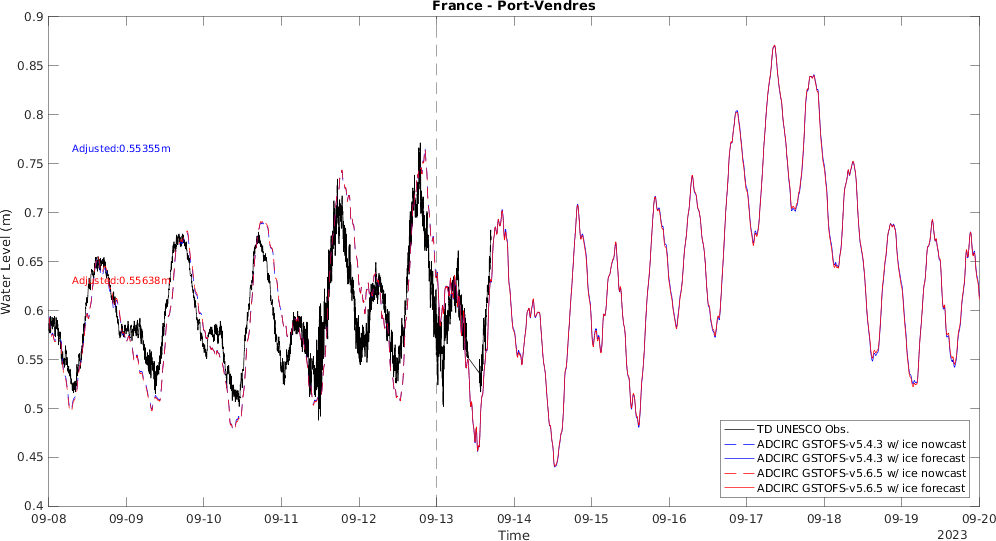 France - Port-Vendres
0.9
0.85
0.8
0.75
0.7
0.65
0.6
0.55
0.5
0.45
0.4
Water Level (m)
Adjusted:0.55355m
Adjusted:0.55638m
TD UNESCO Obs.
ADCIRC GSTOFS-v5.4.3 w/ ice nowcast
ADCIRC GSTOFS-v5.4.3 w/ ice forecast
ADCIRC GSTOFS-v5.6.5 w/ ice nowcast
ADCIRC GSTOFS-v5.6.5 w/ ice forecast
09-08 09-09 09-10 09-11 09-12 09-13 09-14 09-15 09-16 09-17 09-18 09-19 09-20
Time
2023